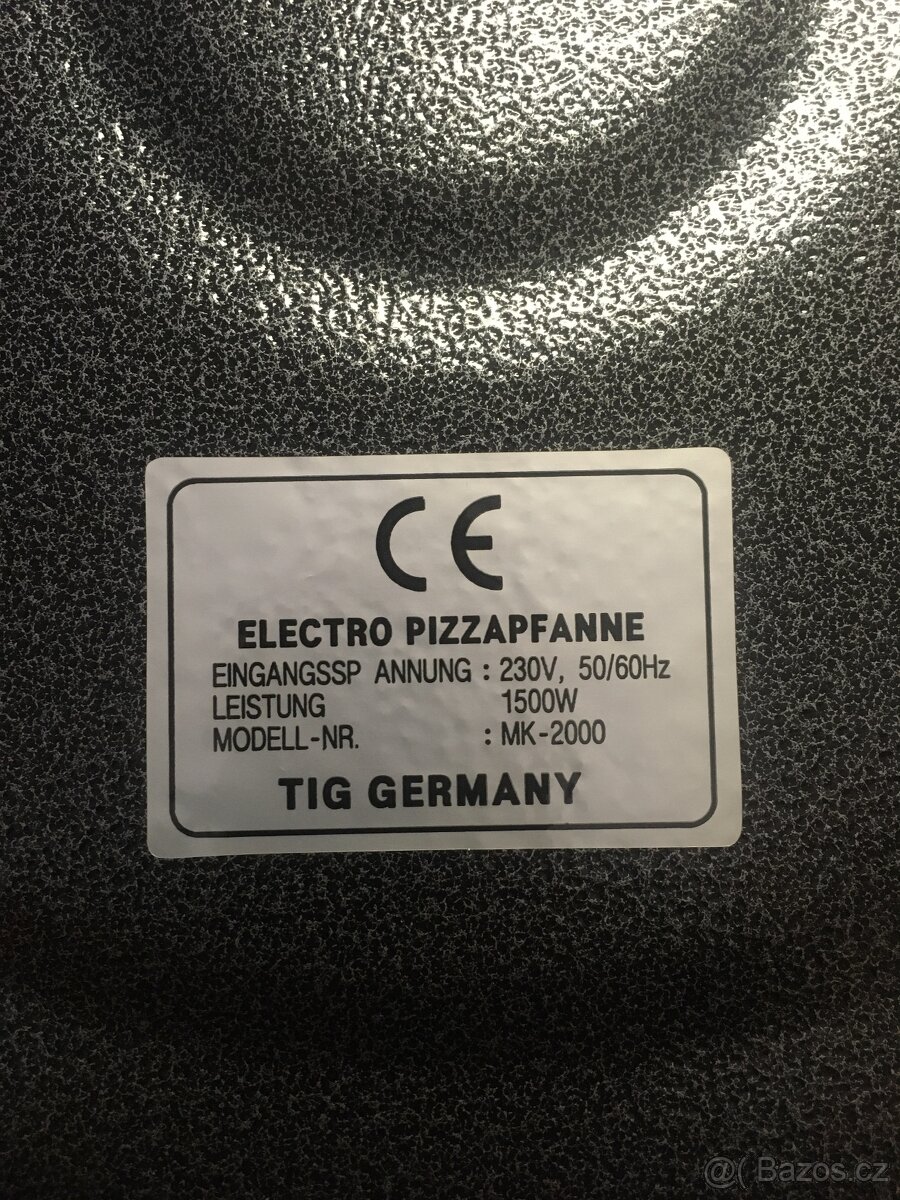 CE
ELECTRO PIZZAPFANNE
EINGANGSSP ANNUNG : 230V, 50/60Hz
LEISTUNG 1500W
MODELL-NR. : MK-2000
TIG GERMANY
@( Bazos.cz